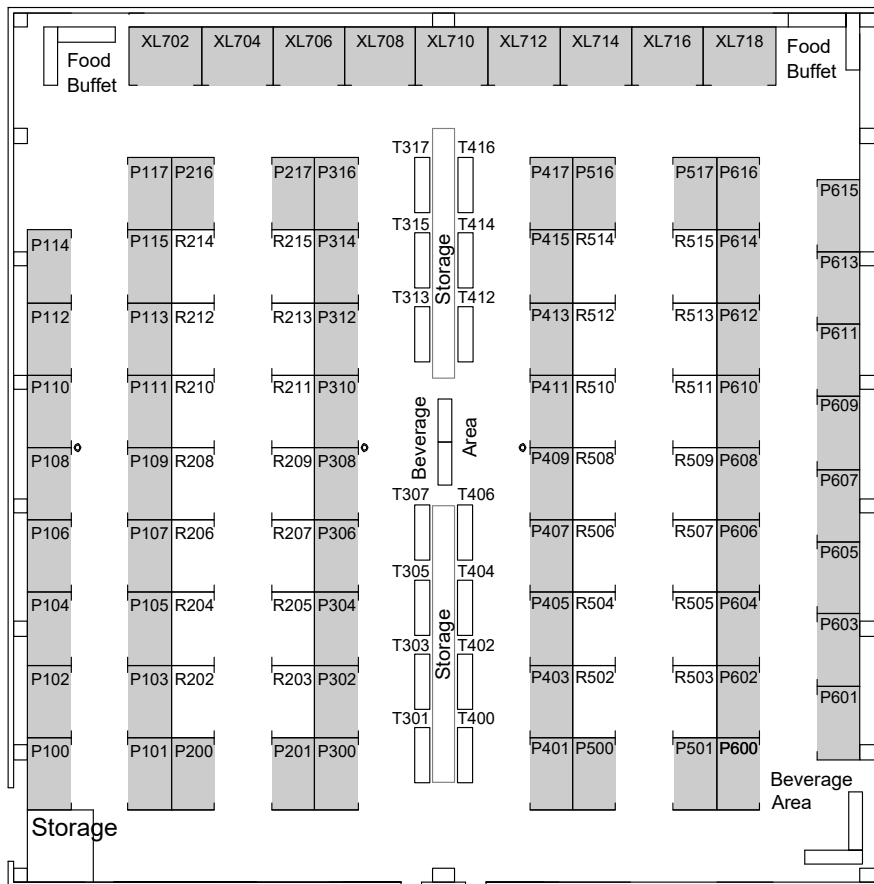 XL702 XL704 XL706 XL708 XL710 XL712 XL714 XL716 XL718
Food
Buffet
Food
Buffet
T317 T416
P117 P216 P217 P316 P417 P516 P517 P616
P615
T315 T414
P114 P115 R214 R215 P314 P415 R514 R515 P614
Storage
P613
T313 T412
P112 P113 R212 R213 P312 P413 R512 R513 P612
P611
P110 P111 R210 R211 P310 P411 R510 R511 P610
P609
Beverage
Area
P108 P109 R208 R209 P308 P409 R508 R509 P608
P607
T307 T406
P106 P107 R206 R207 P306 P407 R506 R507 P606
P605
T305 T404
P104 P105 R204 R205 P304 P405 R504 R505 P604
Storage
P603
T303 T402
P102 P103 R202 R203 P302 P403 R502 R503 P602
P601
T301 T400
P100 P101 P200 P201 P300 P401 P500 P501 P600
Beverage
Area
Storage